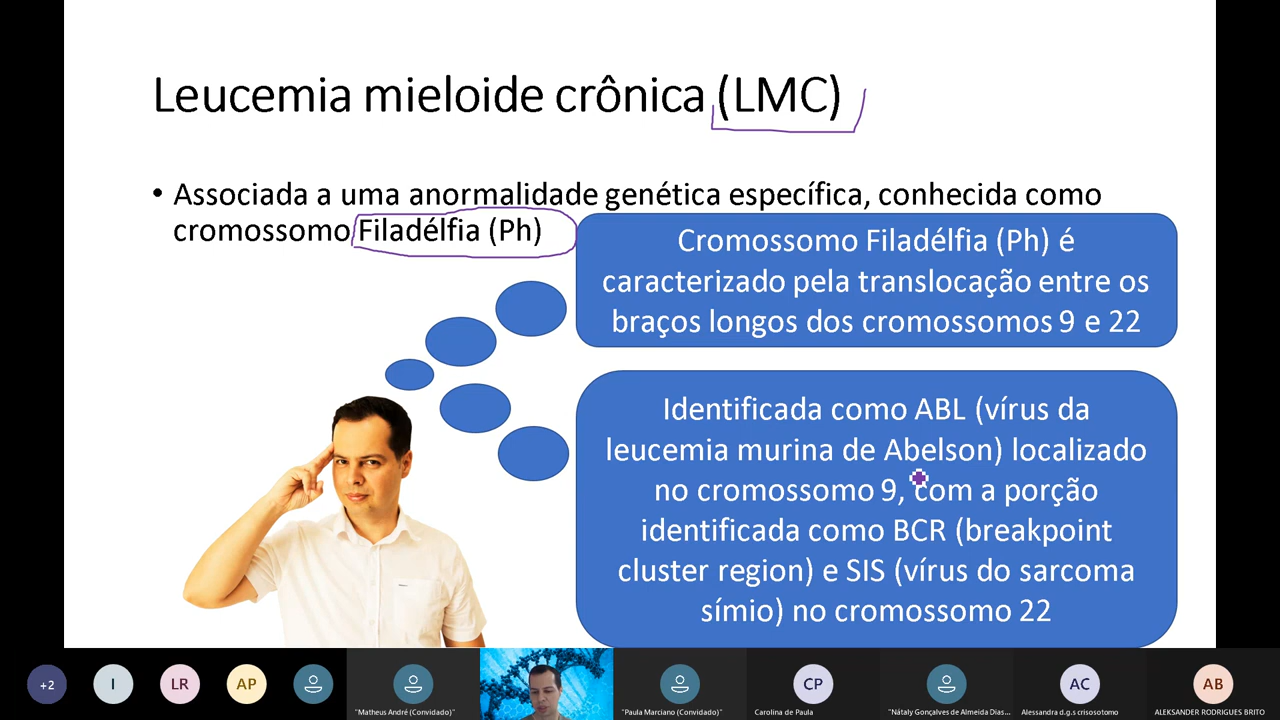 Leucemia mieloide crônica (LMC)
• Associada a uma anormalidade genética específica, conhecida como
cromossomo Filadélfia (Ph)
Cromossomo Filadélfia (Ph) é
caracterizado pela translocação entre os
braços longos dos cromossomos 9 e 22
Identificada como ABL (vírus da
leucemia murina de Abelson) localizado
no cromossomo 9, com a porção
identificada como BCR (breakpoint
cluster region) e SIS (vírus do sarcoma
símio) no cromossomo 22
+2
I
LR
AP
"Matheus André (Convidado)"
"Paula Marciano (Convidado)"
CP
Carolina de Paula
"Nátaly Gonçalves de Almeida Dias...
AC
Alessandra d.g.s crisosotomo
AB
ALEKSANDER RODRIGUES BRITO